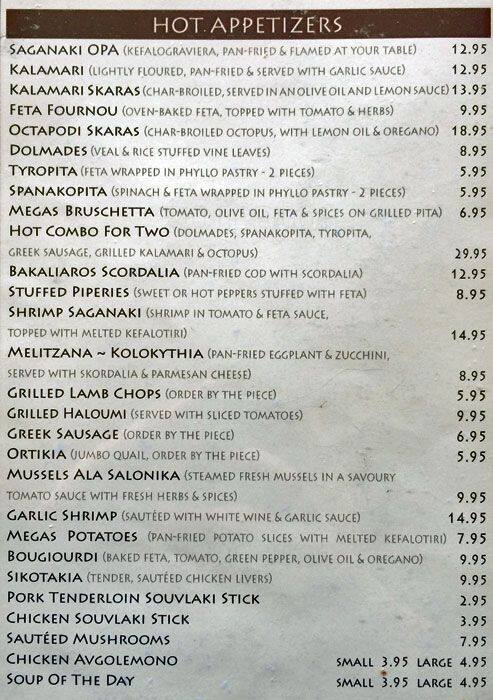 HOT APPETIZERS
SAGANAKI OPA (KEFALOGRAVIERA, PAN-FRIED & FLAMED AT YOUR TABLE) 12.95
KALAMARI (LIGHTLY FLOURED, PAN-FRIED & SERVED WITH GARLIC SAUCE) 12.95
KALAMARI SKARAS (CHAR-BROILED, SERVED IN AN OLIVE OIL AND LEMON SAUCE) 13.95
FETA FOURNOU (OVEN-BAKED FETA, TOPPED WITH TOMATO & HERBS) 9.95
OCTAPODI SKARAS (CHAR-BROILED OCTOPUS, WITH LEMON OIL & OREGANO) 18.95
DOLMADES (VEAL & RICE STUFFED VINE LEAVES) 8.95
TYROPITA (FETA WRAPPED IN PHYLLO PASTRY - 2 PIECES) 5.95
SPANAKOPITA (SPINACH & FETA WRAPPED IN PHYLLO PASTRY - 2 PIECES) 5.95
MEGAS BRUSCHETTA (TOMATO, OLIVE OIL, FETA & SPICES ON GRILLED PITA) 6.95
HOT COMBO FOR TWO (DOLMADES, SPANAKOPITA, TYROPITA,
GREEK SAUSAGE, GRILLED KALAMARI & OCTOPUS) 29.95
BAKALIAROS SCORDALIA (PAN-FRIED COD WITH SCORDALIA) 12.95
STUFFED PIPERIES (SWEET OR HOT PEPPERS STUFFED WITH FETA) 8.95
SHRIMP SAGANAKI (SHRIMP IN TOMATO & FETA SAUCE,
TOPPED WITH MELTED KEFALOTIRI) 14.95
MELITZANA ~ KOLOKYTHIA (PAN-FRIED EGGPLANT & ZUCCHINI,
SERVED WITH SKORDALIA & PARMESAN CHEESE) 8.95
GRILLED LAMB CHOPS (ORDER BY THE PIECE) 5.95
GRILLED HALOUMI (SERVED WITH SLICED TOMATOES) 9.95
GREEK SAUSAGE (ORDER BY THE PIECE) 6.95
ORTIKIA (JUMBO QUAIL, ORDER BY THE PIECE) 5.95
MUSSELS ALA SALONIKA (STEAMED FRESH MUSSELS IN A SAVOURY
TOMATO SAUCE WITH FRESH HERBS & SPICES) 9.95
GARLIC SHRIMP (SAUTÉED WITH WHITE WINE & GARLIC SAUCE) 14.95
MEGAS POTATOES (PAN-FRIED POTATO SLICES WITH MELTED KEFALOTIRI) 7.95
BOUGIOURDI (BAKED FETA, TOMATO, GREEN PEPPER, OLIVE OIL & OREGANO) 9.95
SIKOTAKIA (TENDER, SAUTÉED CHICKEN LIVERS) 9.95
PORK TENDERLOIN SOUVLAKI STICK 2.95
CHICKEN SOUVLAKI STICK 3.95
SAUTÉED MUSHROOMS 7.95
CHICKEN AVGOLEMONO SMALL 3.95 LARGE 4.95
SOUP OF THE DAY SMALL 3.95 LARGE 4.95